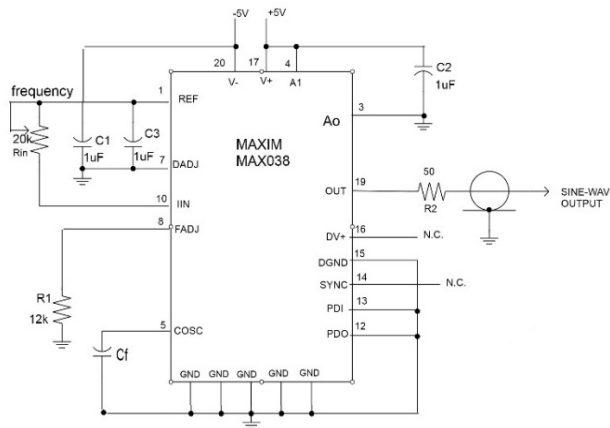 -5V +5V
20 17 4
V- V+ A1
C2
1uF
frequency
1
REF
3
Ao
20k
Rin
C1
1uF
C3
1uF
MAXIM
MAX038
7
DADJ
10
IIN
8
FADJ
OUT
19
50
R2
SINE-WAV
OUTPUT
DV+
16
N.C.
DGND
15
SYNC
14
N.C.
PDI
13
PDO
12
R1
12k
5
COSC
Cf
GND GND GND GND GND